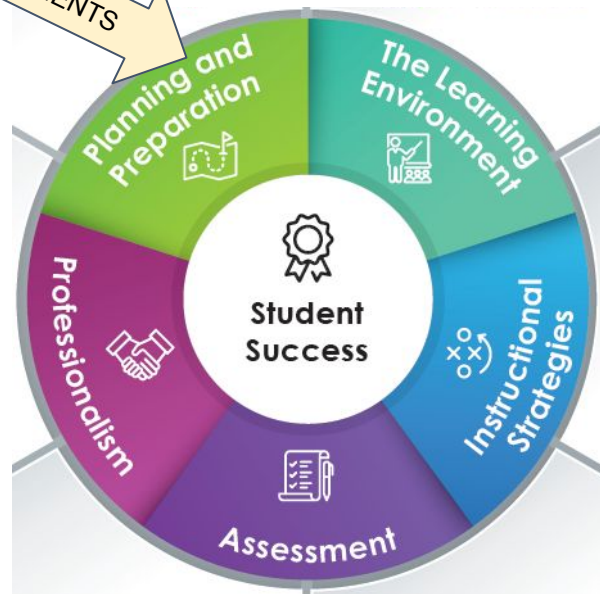 Planning and
Preparation
The Learning
Environment
Instructional
Strategies
Assessment
Professionalism
Student
Success